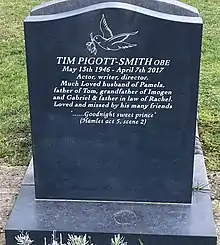 TIM PIGOTT-SMITH OBE
May 13th 1946 - April 7th 2017
Actor, writer, director.
Much Loved husband of Pamela,
father of Tom, grandfather of Imogen
and Gabriel & father in law of Rachel.
Loved and missed by his many friends
'......Goodnight sweet prince'
(Hamlet act 5, scene 2)